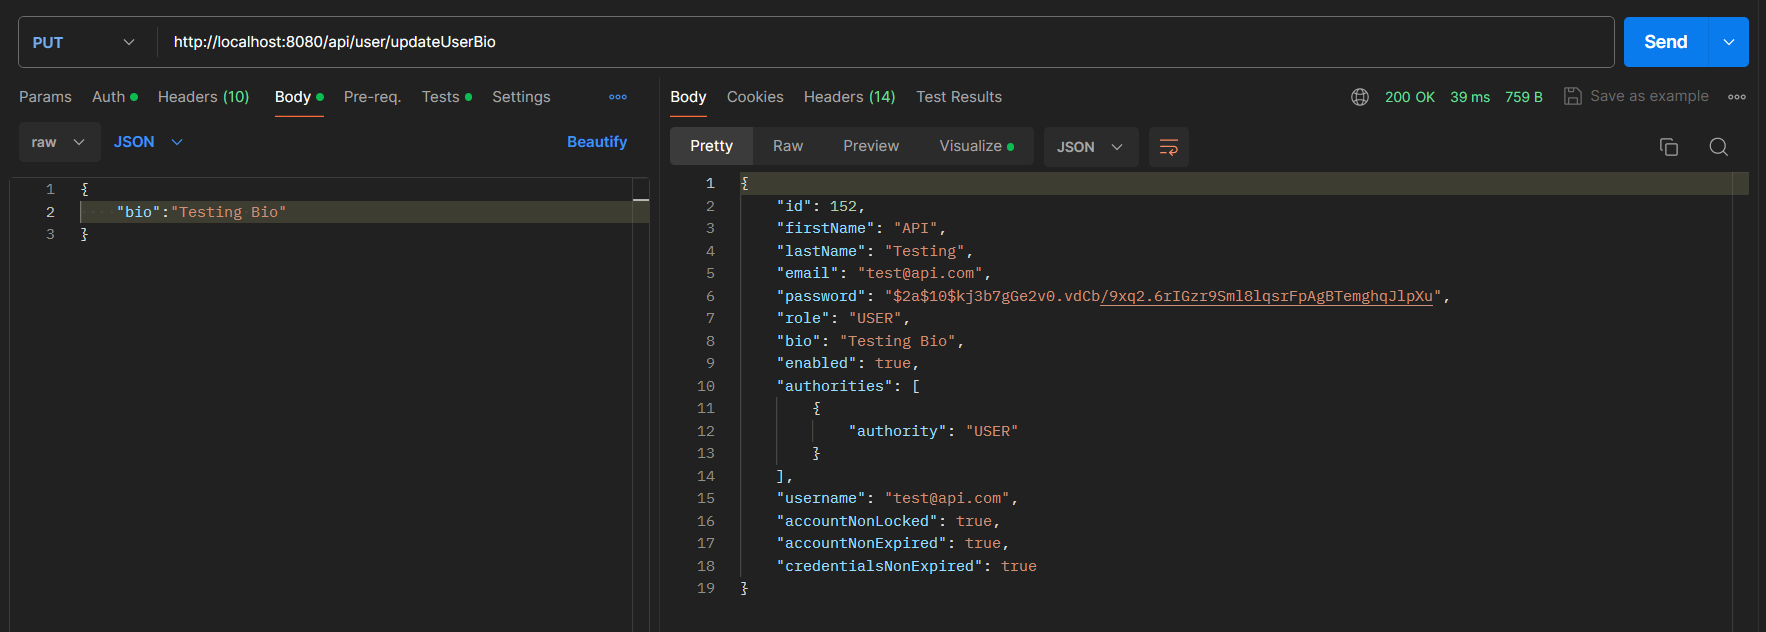 PUT http://localhost:8080/api/user/updateUserBio Send
Params Auth Headers (10) Body Pre-req. Tests Settings
raw JSON Beautify
1 {
2 "bio":"Testing Bio"
3 }
Body Cookies Headers (14) Test Results 200 OK 39 ms 759 B Save as example
Pretty Raw Preview Visualize JSON
1 {
2 "id": 152,
3 "firstName": "API",
4 "lastName": "Testing",
5 "email": "test@api.com",
6 "password": "$2a$10$kj3b7gGe2v0.vdCb/9xq2.6rIGzr9Sml8lqsrFpAgBTemghqJlpXu",
7 "role": "USER",
8 "bio": "Testing Bio",
9 "enabled": true,
10 "authorities": [
11 {
12 "authority": "USER"
13 }
14 ],
15 "username": "test@api.com",
16 "accountNonLocked": true,
17 "accountNonExpired": true,
18 "credentialsNonExpired": true
19 }